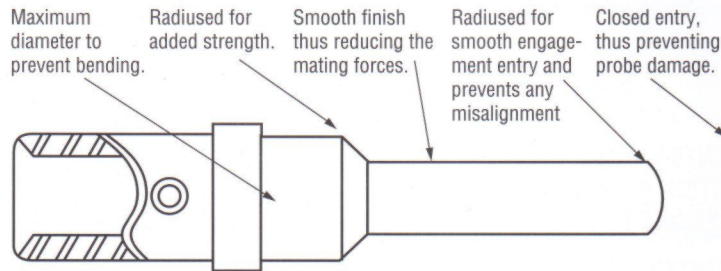 Maximum
diameter to
prevent bending.
Radiused for
added strength.
Smooth finish
thus reducing the
mating forces.
Radiused for
smooth engage-
ment entry and
prevents any
misalignment
Closed entry,
thus preventing
probe damage.